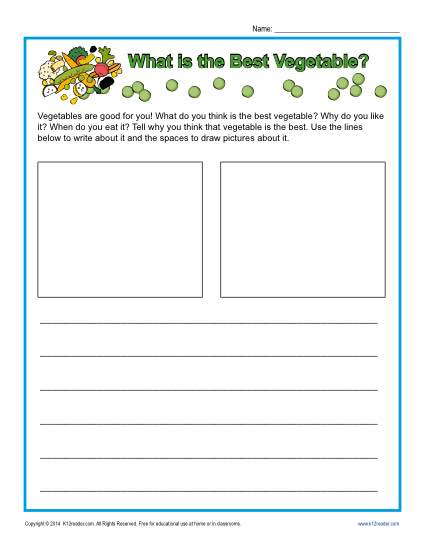 Name: ____________________
What is the Best Vegetable?
Vegetables are good for you! What do you think is the best vegetable? Why do you like
it? When do you eat it? Tell why you think that vegetable is the best. Use the lines
below to write about it and the spaces to draw pictures about it.
Copyright © 2014 K12reader.com. All Rights Reserved. Free for educational use at home or in classrooms.
www.k12reader.com